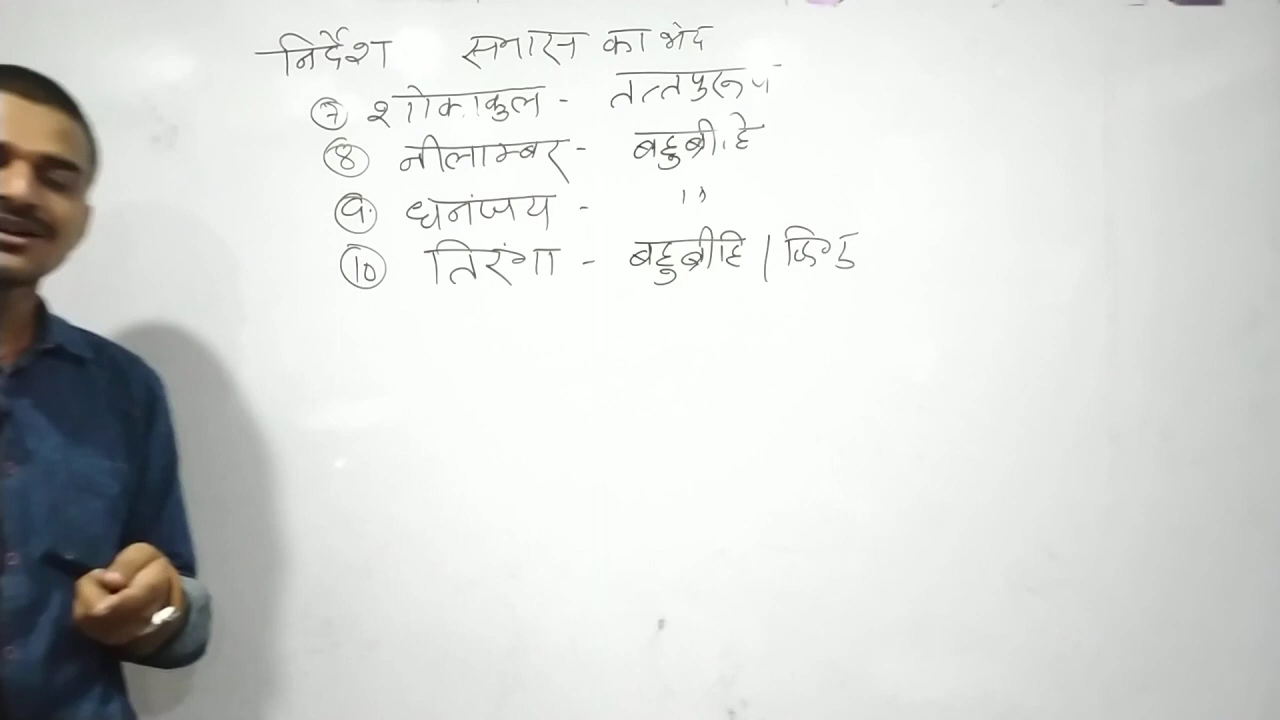 निर्देश समास का भेद
(7) शोकाकुल - तत्तपुरूष
(8) नीलाम्बर - बहुब्रीहि
(9) धनंजय - ,,
(10) तिरंगा - बहुब्रीहि / द्विगु